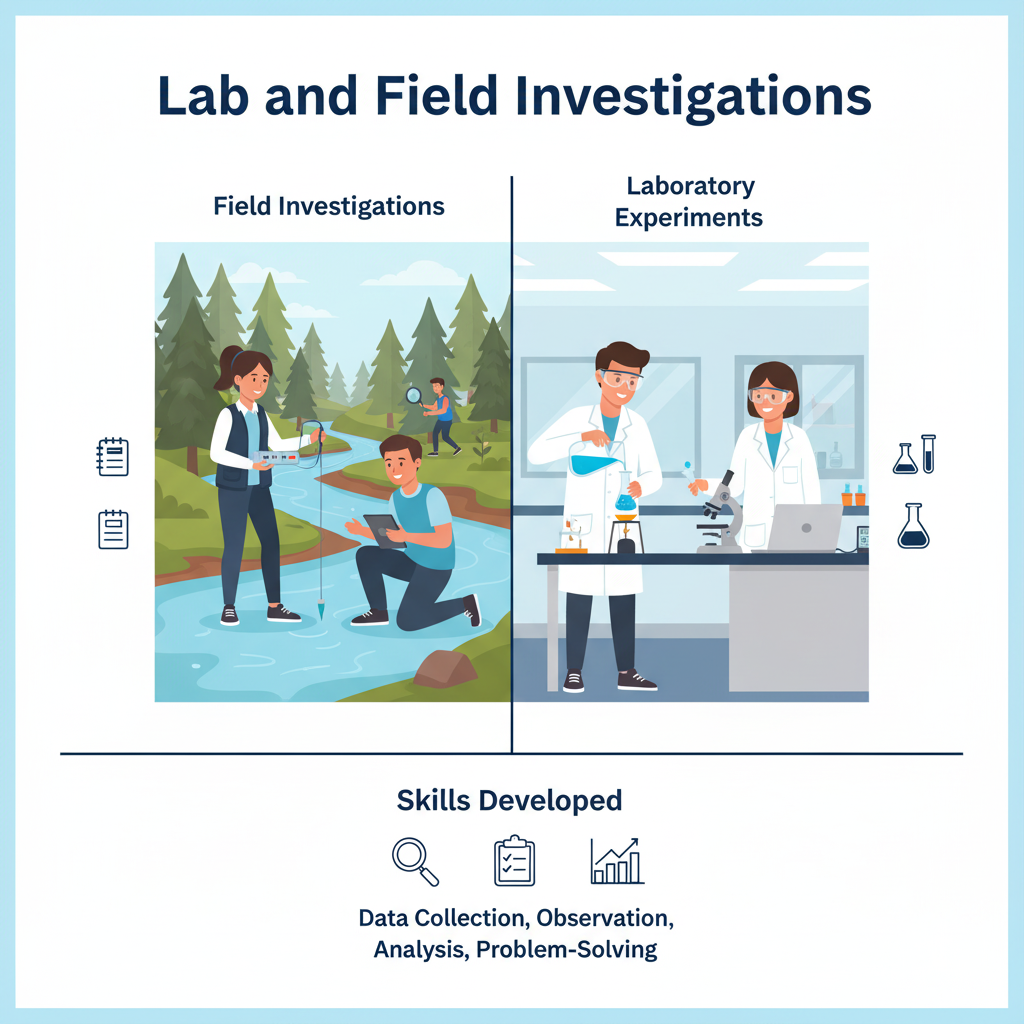 Lab and Field Investigations
Field Investigations
Laboratory
Experiments
Skills Developed
Data Collection, Observation,
Analysis, Problem-Solving